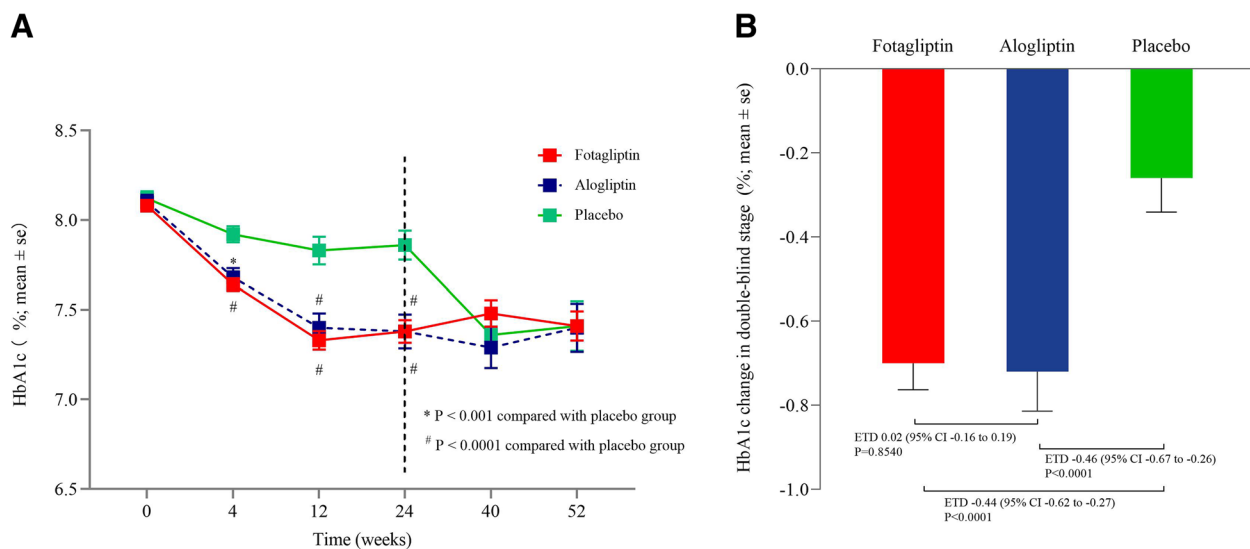 A
HbA1c ( %; mean ± se)
8.5
8.0
7.5
7.0
6.5
Fotagliptin
Alogliptin
Placebo
*
#
#
#
#
#
* P < 0.001 compared with placebo group
# P < 0.0001 compared with placebo group
0 4 12 24 40 52
Time (weeks)
B
Fotagliptin Alogliptin Placebo
HbA1c change in double-blind stage (%; mean ± se)
0.0
-0.2
-0.4
-0.6
-0.8
-1.0
ETD 0.02 (95% CI -0.16 to 0.19)
P=0.8540
ETD -0.46 (95% CI -0.67 to -0.26)
P<0.0001
ETD -0.44 (95% CI -0.62 to -0.27)
P<0.0001